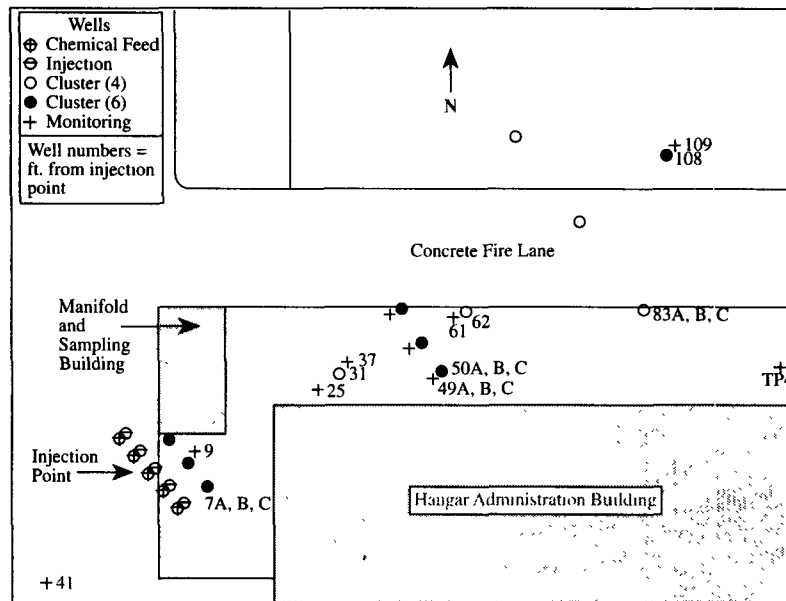 Wells
Chemical Feed
Injection
Cluster (4)
Cluster (6)
+ Monitoring
Well numbers =
ft. from injection
point
N
109
108
Concrete Fire Lane
Manifold
and
Sampling
Building
61
62
83A, B, C
37
31
25
50A, B, C
49A, B, C
TP4
9
Injection
Point
7A, B, C
Hangar Administration Building
41